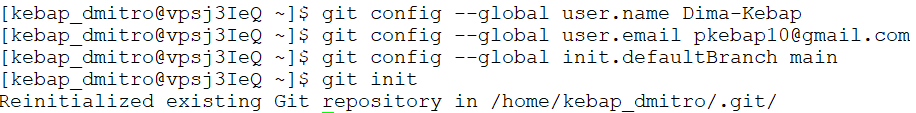 [kebap_dmitro@vpsj3IeQ ~]$ git config --global user.name Dima-Kebap
[kebap_dmitro@vpsj3IeQ ~]$ git config --global user.email pkebap10@gmail.com
[kebap_dmitro@vpsj3IeQ ~]$ git config --global init.defaultBranch main
[kebap_dmitro@vpsj3IeQ ~]$ git init
Reinitialized existing Git repository in /home/kebap_dmitro/.git/